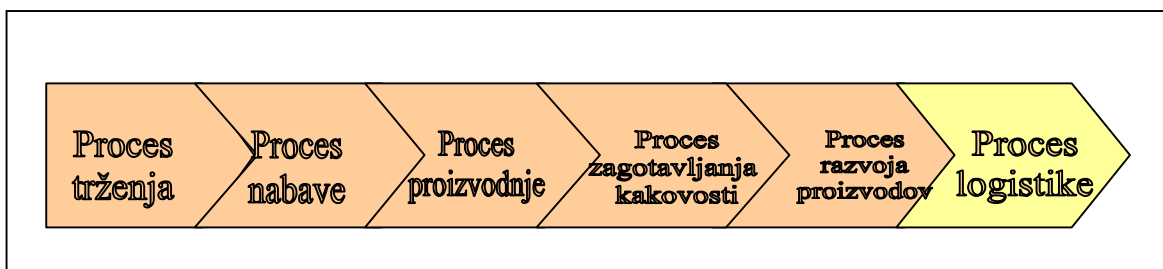 Proces
trženja
Proces
nabave
Proces
proizvodnje
Proces
zagotavljanja
kakovosti
Proces
razvoja
proizvodov
Proces
logistike